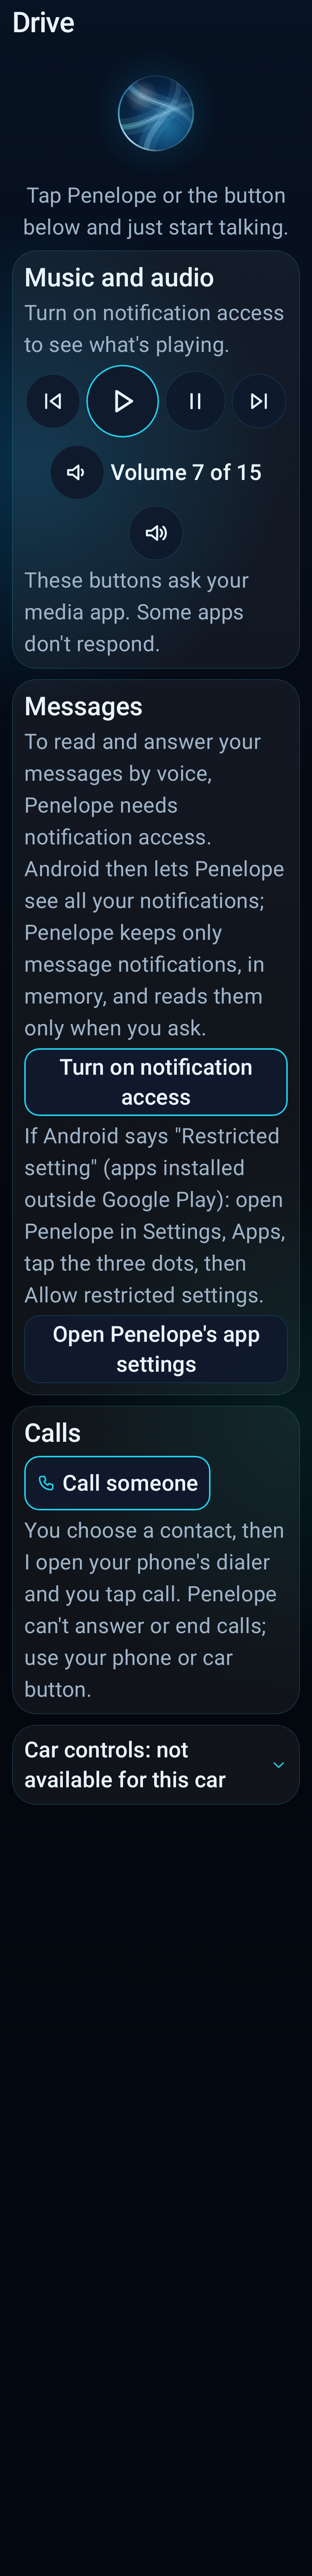 Drive
Tap Penelope or the button
below and just start talking.
Music and audio
Turn on notification access
to see what's playing.
Volume 7 of 15
These buttons ask your
media app. Some apps
don't respond.
Messages
To read and answer your
messages by voice,
Penelope needs
notification access.
Android then lets Penelope
see all your notifications;
Penelope keeps only
message notifications, in
memory, and reads them
only when you ask.
Turn on notification
access
If Android says "Restricted
setting" (apps installed
outside Google Play): open
Penelope in Settings, Apps,
tap the three dots, then
Allow restricted settings.
Open Penelope's app
settings
Calls
Call someone
You choose a contact, then
I open your phone's dialer
and you tap call. Penelope
can't answer or end calls;
use your phone or car
button.
Car controls: not
available for this car